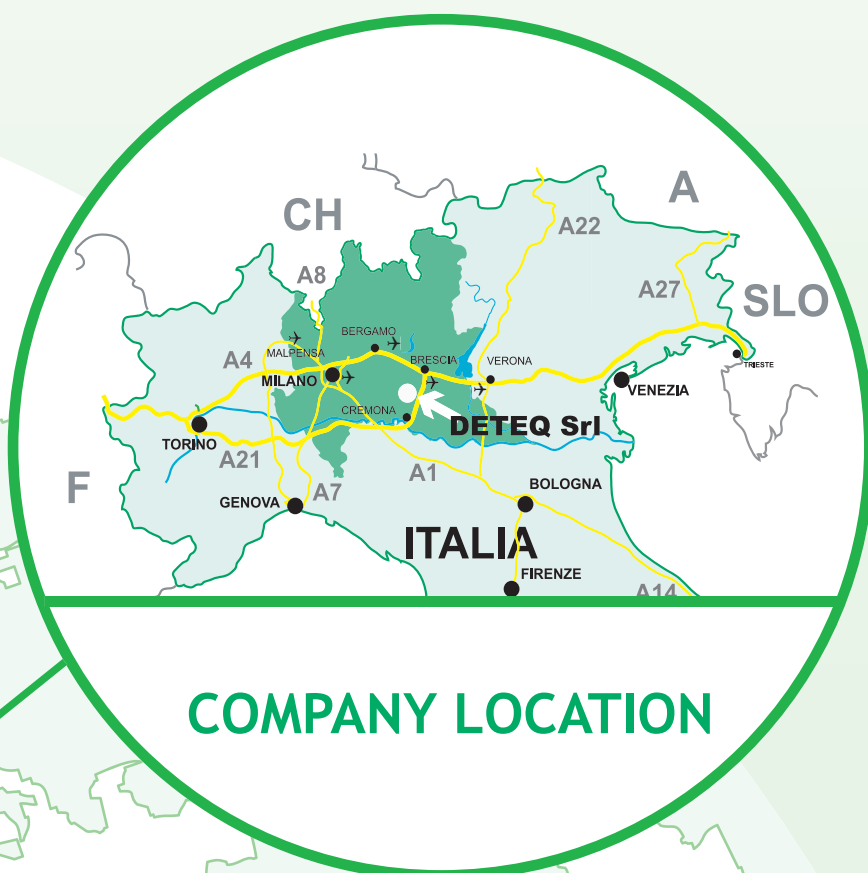 A
CH
A22
A8
A27
SLO
BERGAMO
MALPENSA
A4
BRESCIA
VERONA
TRIESTE
MILANO
VENEZIA
CREMONA
DETEQ Srl
TORINO
A21
A1
F
A7
GENOVA
BOLOGNA
ITALIA
FIRENZE
A14
COMPANY LOCATION